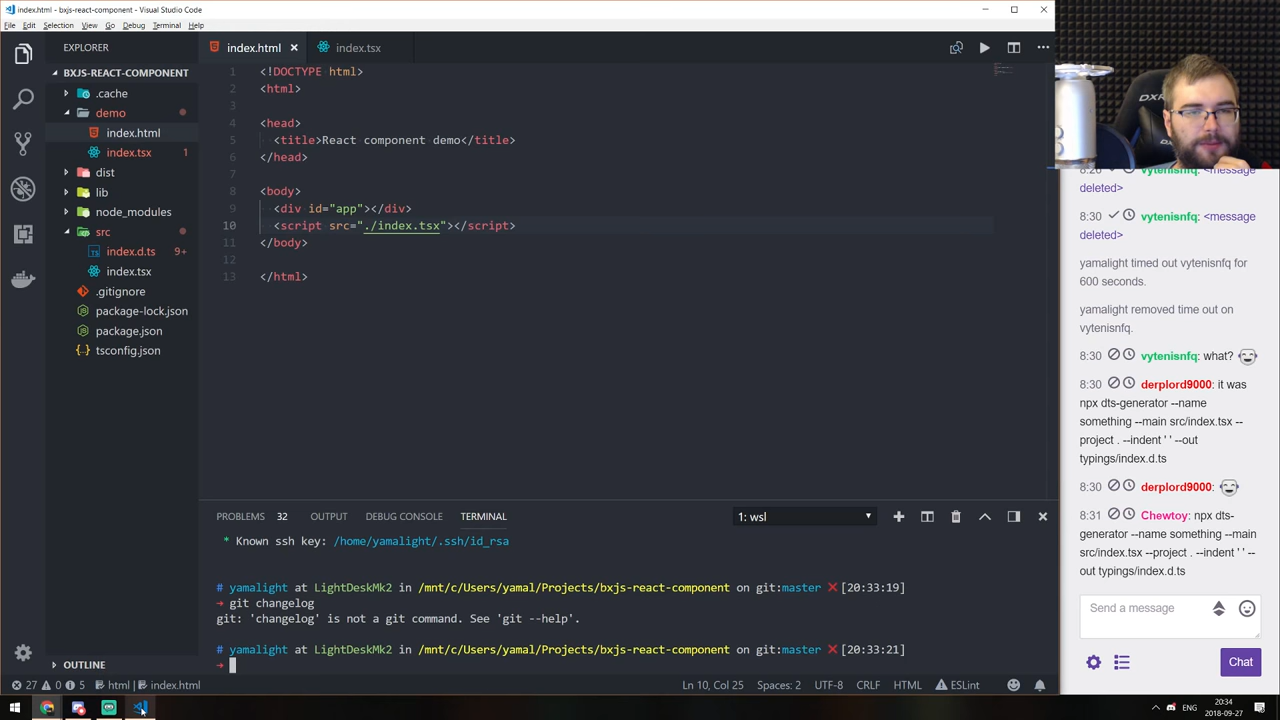 index.html - bxjs-react-component - Visual Studio Code
File Edit Selection View Go Debug Terminal Help
EXPLORER
BXJS-REACT-COMPONENT
.cache
demo
index.html
index.tsx 1
dist
lib
node_modules
src
index.d.ts 9+
index.tsx
.gitignore
package-lock.json
package.json
tsconfig.json
OUTLINE
index.html index.tsx
1 <!DOCTYPE html>
2 <html>
3
4 <head>
5 <title>React component demo</title>
6 </head>
7
8 <body>
9 <div id="app"></div>
10 <script src="./index.tsx"></script>
11 </body>
12
13 </html>
PROBLEMS 32 OUTPUT DEBUG CONSOLE TERMINAL 1: wsl
* Known ssh key: /home/yamalight/.ssh/id_rsa
# yamalight at LightDeskMk2 in /mnt/c/Users/yamal/Projects/bxjs-react-component on git:master ❌[20:33:19]
➜ git changelog
git: 'changelog' is not a git command. See 'git --help'.
# yamalight at LightDeskMk2 in /mnt/c/Users/yamal/Projects/bxjs-react-component on git:master ❌[20:33:21]
➜
27 0 5 html | index.html Ln 10, Col 25 Spaces: 2 UTF-8 CRLF HTML ESLint
DXR
8:26 vytenisnfq: <message
deleted>
8:30 vytenisnfq: <message
deleted>
yamalight timed out vytenisnfq for
600 seconds.
yamalight removed time out on
vytenisnfq.
8:30 vytenisnfq: what?
8:30 derplord9000: it was
npx dts-generator --name
something --main src/index.tsx --
project . --indent ' ' --out
typings/index.d.ts
8:30 derplord9000:
8:31 Chewtoy: npx dts-
generator --name something --main
src/index.tsx --project . --indent ' ' --
out typings/index.d.ts
Send a message
Chat
ENG
20:34
2018-09-27